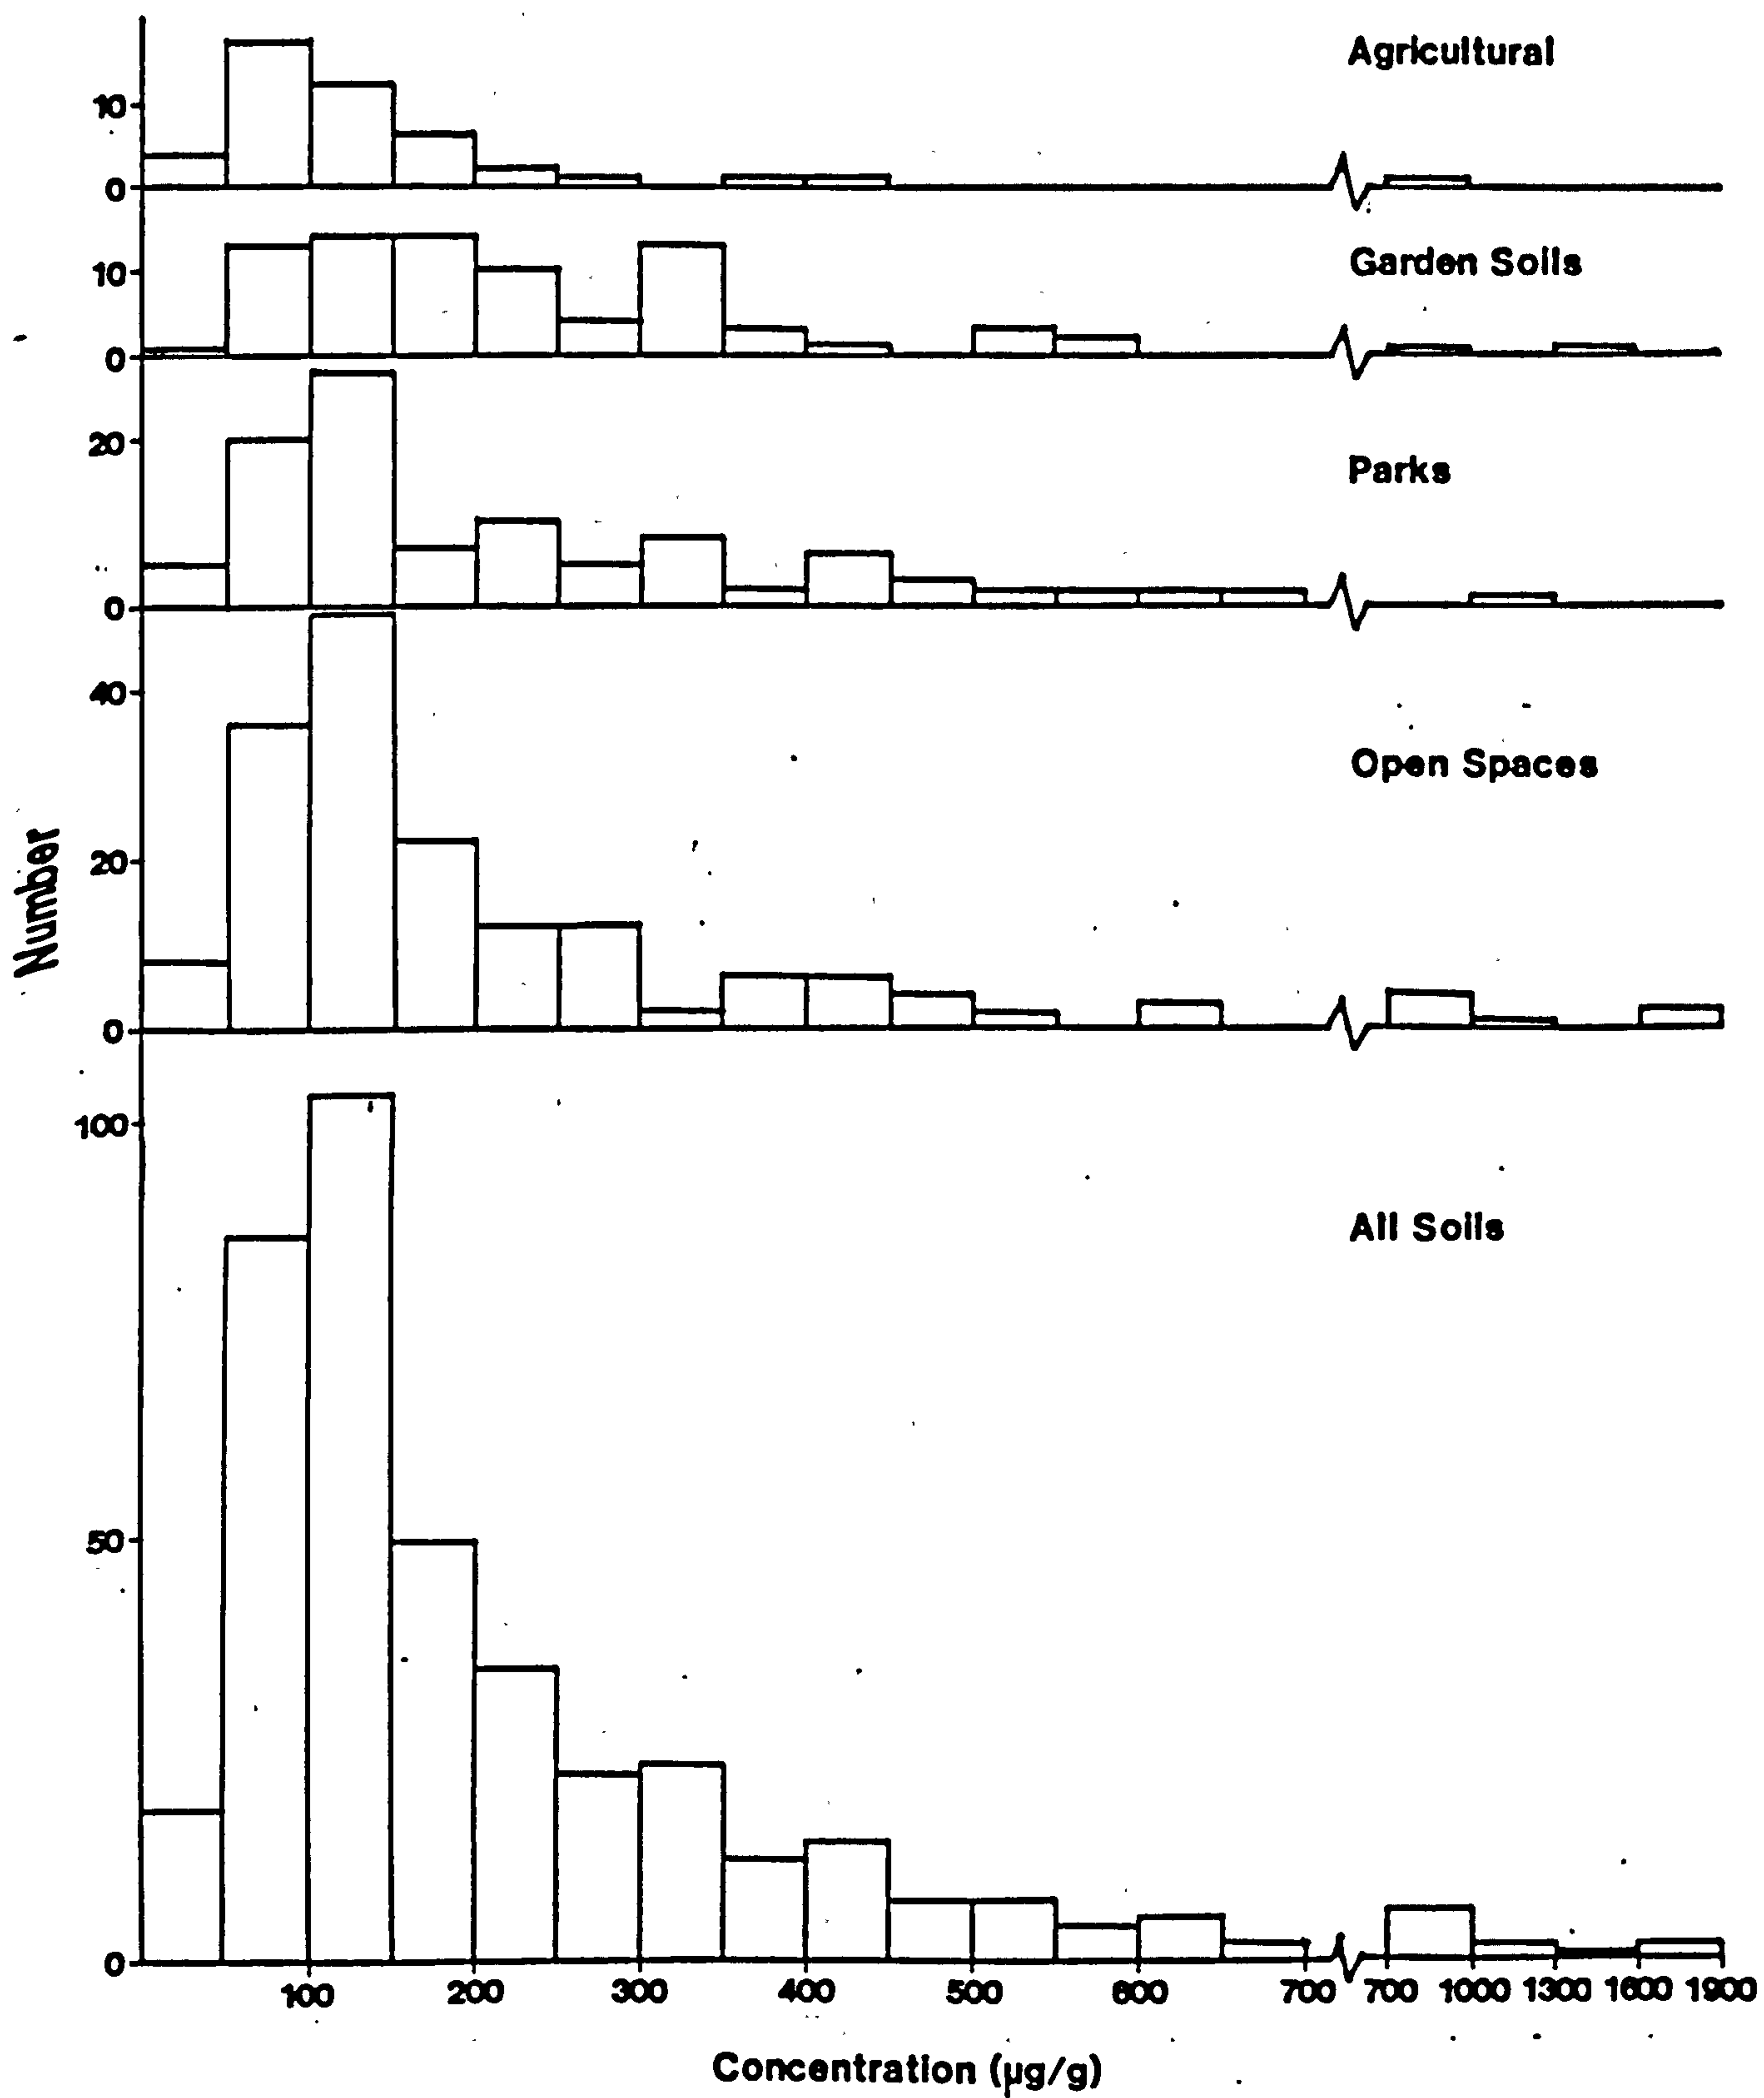 Agricultural
10
0
Garden Soils
10
0
Parks
20
0
Open Spaces
40
20
0
Number
All Soils
100
50
0
100 200 300 400 500 600 700 700 1000 1300 1600 1900
Concentration (µg/g)